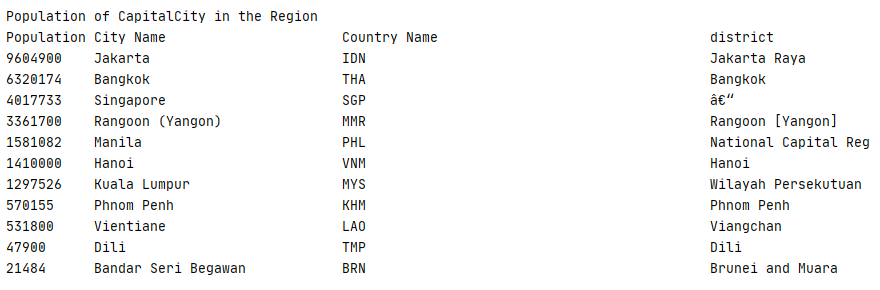 Population of CapitalCity in the Region
Population City Name Country Name district
9604900 Jakarta IDN Jakarta Raya
6320174 Bangkok THA Bangkok
4017733 Singapore SGP â€“
3361700 Rangoon (Yangon) MMR Rangoon [Yangon]
1581082 Manila PHL National Capital Reg
1410000 Hanoi VNM Hanoi
1297526 Kuala Lumpur MYS Wilayah Persekutuan
570155 Phnom Penh KHM Phnom Penh
531800 Vientiane LAO Viangchan
47900 Dili TMP Dili
21484 Bandar Seri Begawan BRN Brunei and Muara